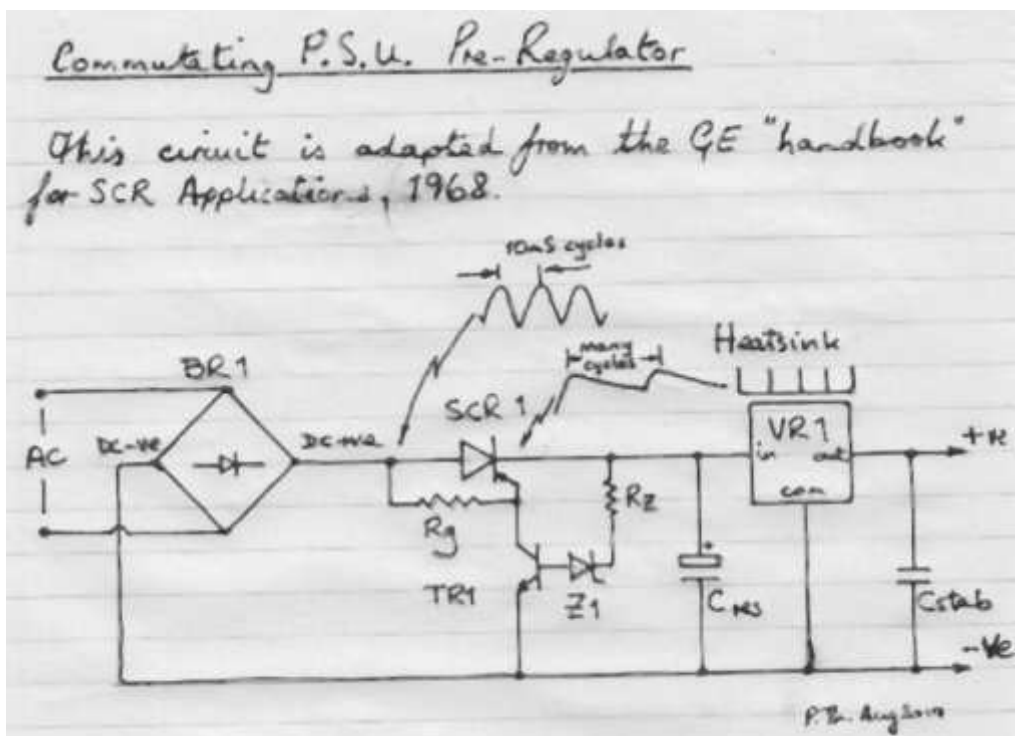 Commutating P.S.U. Pre-Regulator
This circuit is adapted from the GE "handbook"
for SCR Applications, 1968.
10mS cycles
many
cycles
Heatsink
BR1
SCR 1
VR1
AC
DC-ve
DC+ve
in
out
com
+ve
Rg
Rz
TR1
Z1
+
Cres
Cstab
-Ve
Aug